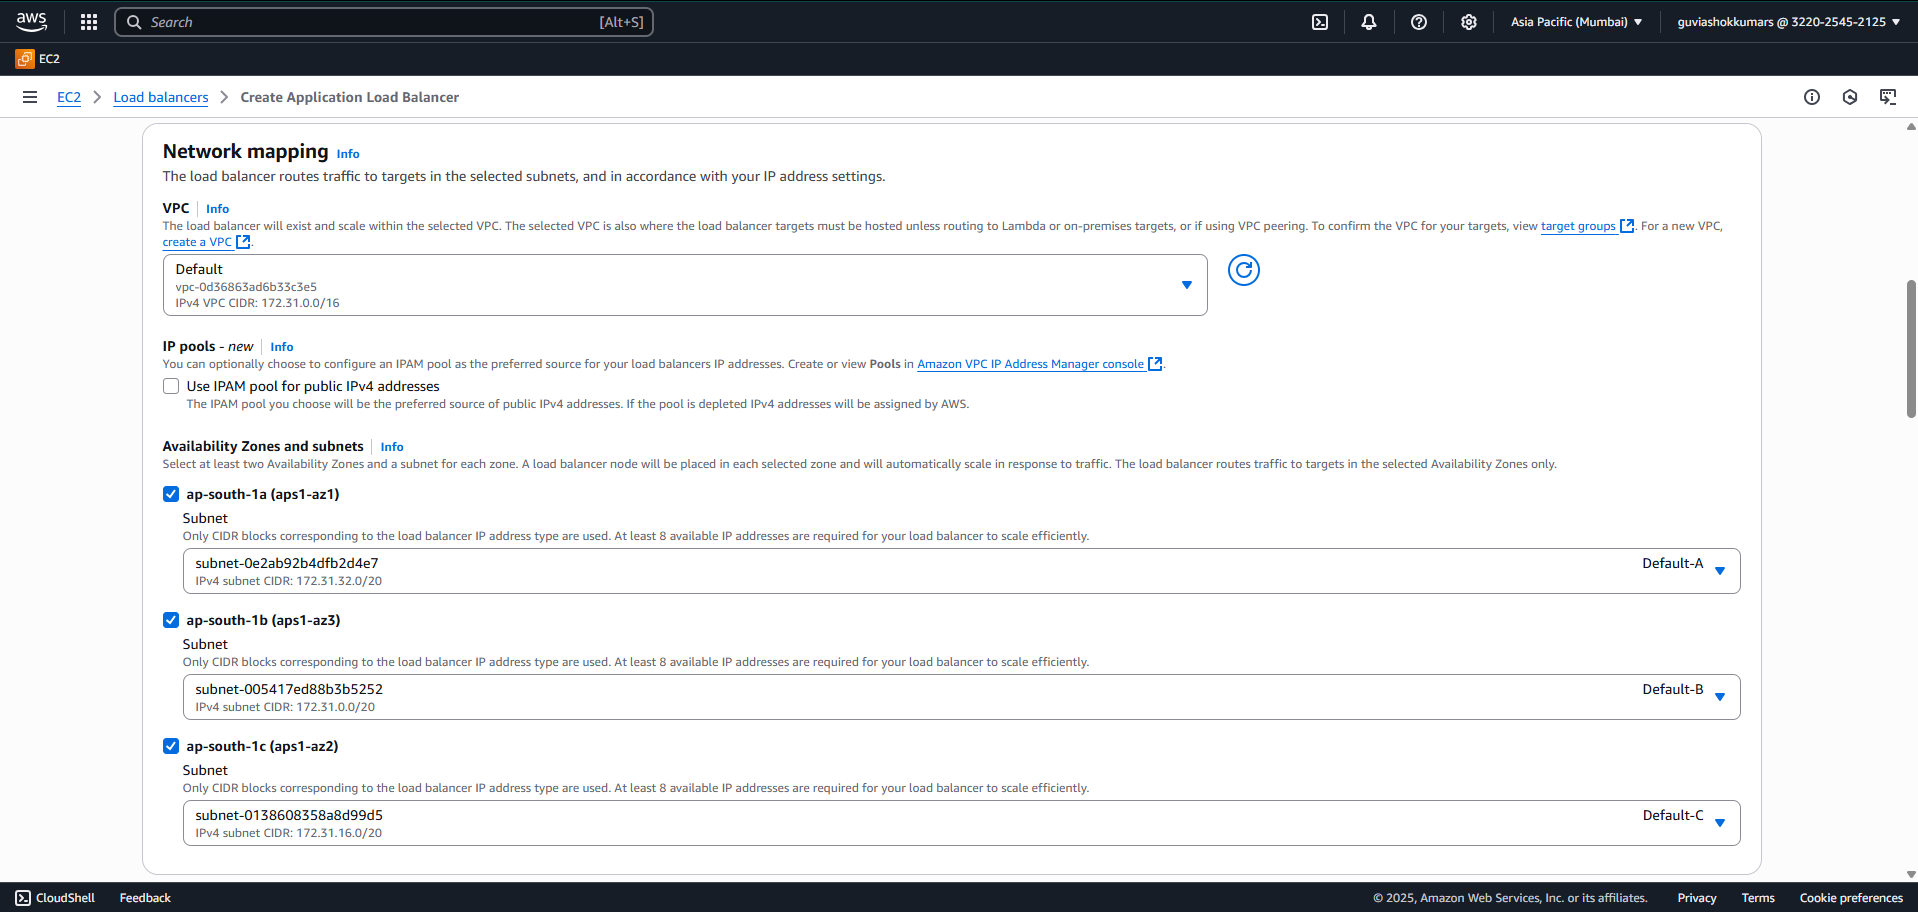 aws
Search
[Alt+S]
Asia Pacific (Mumbai)
guviashokkumars @ 3220-2545-2125
EC2
EC2
Load balancers
Create Application Load Balancer
Network mapping Info
The load balancer routes traffic to targets in the selected subnets, and in accordance with your IP address settings.
VPC Info
The load balancer will exist and scale within the selected VPC. The selected VPC is also where the load balancer targets must be hosted unless routing to Lambda or on-premises targets, or if using VPC peering. To confirm the VPC for your targets, view target groups. For a new VPC,
create a VPC.
Default
vpc-0d36863ad6b33c3e5
IPv4 VPC CIDR: 172.31.0.0/16
IP pools - new Info
You can optionally choose to configure an IPAM pool as the preferred source for your load balancers IP addresses. Create or view Pools in Amazon VPC IP Address Manager console.
Use IPAM pool for public IPv4 addresses
The IPAM pool you choose will be the preferred source of public IPv4 addresses. If the pool is depleted IPv4 addresses will be assigned by AWS.
Availability Zones and subnets Info
Select at least two Availability Zones and a subnet for each zone. A load balancer node will be placed in each selected zone and will automatically scale in response to traffic. The load balancer routes traffic to targets in the selected Availability Zones only.
ap-south-1a (aps1-az1)
Subnet
Only CIDR blocks corresponding to the load balancer IP address type are used. At least 8 available IP addresses are required for your load balancer to scale efficiently.
subnet-0e2ab92b4dfb2d4e7 Default-A
IPv4 subnet CIDR: 172.31.32.0/20
ap-south-1b (aps1-az3)
Subnet
Only CIDR blocks corresponding to the load balancer IP address type are used. At least 8 available IP addresses are required for your load balancer to scale efficiently.
subnet-005417ed88b3b5252 Default-B
IPv4 subnet CIDR: 172.31.0.0/20
ap-south-1c (aps1-az2)
Subnet
Only CIDR blocks corresponding to the load balancer IP address type are used. At least 8 available IP addresses are required for your load balancer to scale efficiently.
subnet-0138608358a8d99d5 Default-C
IPv4 subnet CIDR: 172.31.16.0/20
CloudShell Feedback © 2025, Amazon Web Services, Inc. or its affiliates. Privacy Terms Cookie preferences